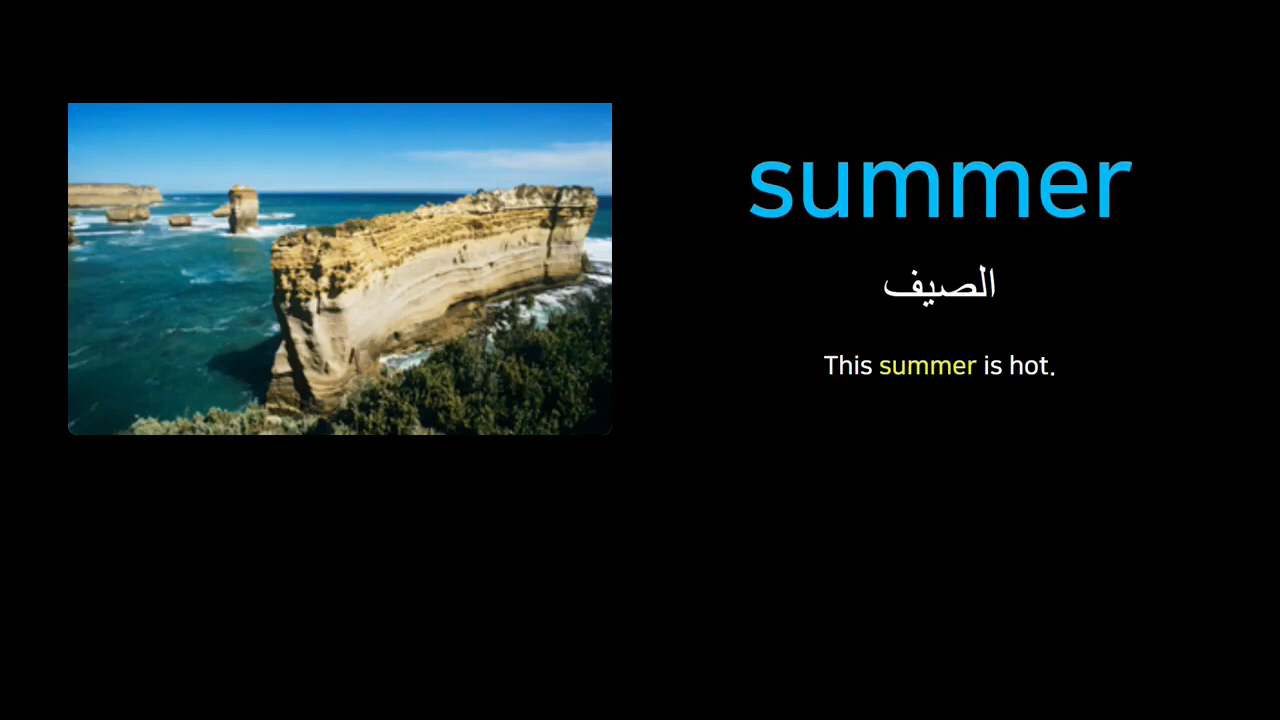 summer
الصيف
This summer is hot.